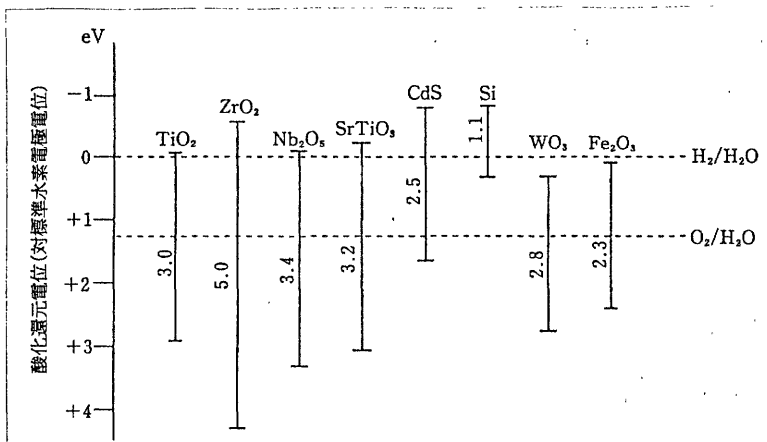 eV
酸化還元電位(対標準水素電極電位)
−1
0
+1
+2
+3
+4
TiO₂
ZrO₂
Nb₂O₅
SrTiO₃
CdS
Si
WO₃
Fe₂O₃
3.0
5.0
3.4
3.2
2.5
1.1
2.8
2.3
H₂/H₂O
O₂/H₂O